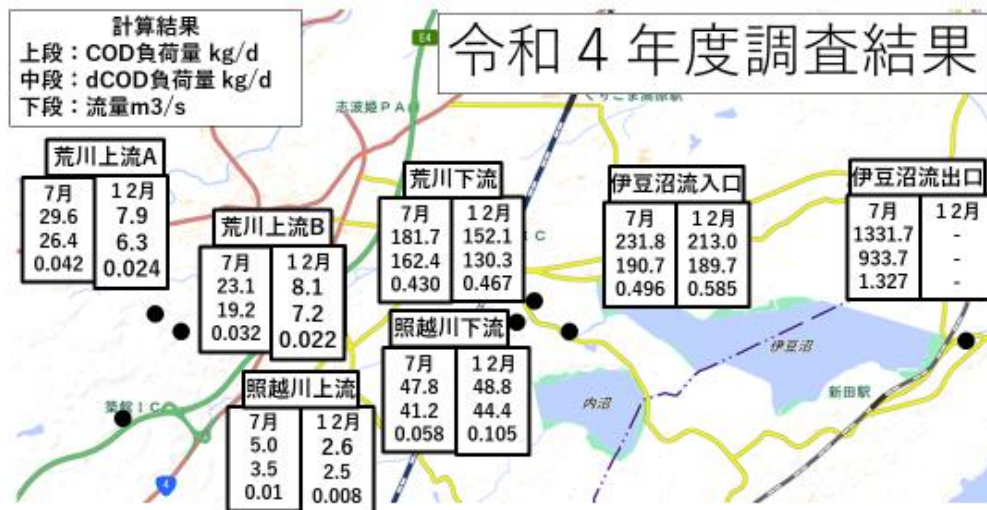 計算結果
上段：COD負荷量 kg/d
中段：dCOD負荷量 kg/d
下段：流量m3/s
令和４年度調査結果
E4
志波姫PA
くりこま高原駅
荒川上流A
7月 12月
29.6 7.9
26.4 6.3
0.042 0.024
荒川上流B
7月 12月
23.1 8.1
19.2 7.2
0.032 0.022
荒川下流
7月 12月
181.7 152.1
162.4 130.3
0.430 0.467
IC
伊豆沼流入口
7月 12月
231.8 213.0
190.7 189.7
0.496 0.585
伊豆沼流出口
7月 12月
1331.7 -
933.7 -
1.327 -
照越川下流
7月 12月
47.8 48.8
41.2 44.4
0.058 0.105
照越川上流
7月 12月
5.0 2.6
3.5 2.5
0.01 0.008
築館IC
4
伊豆沼
内沼
新田駅